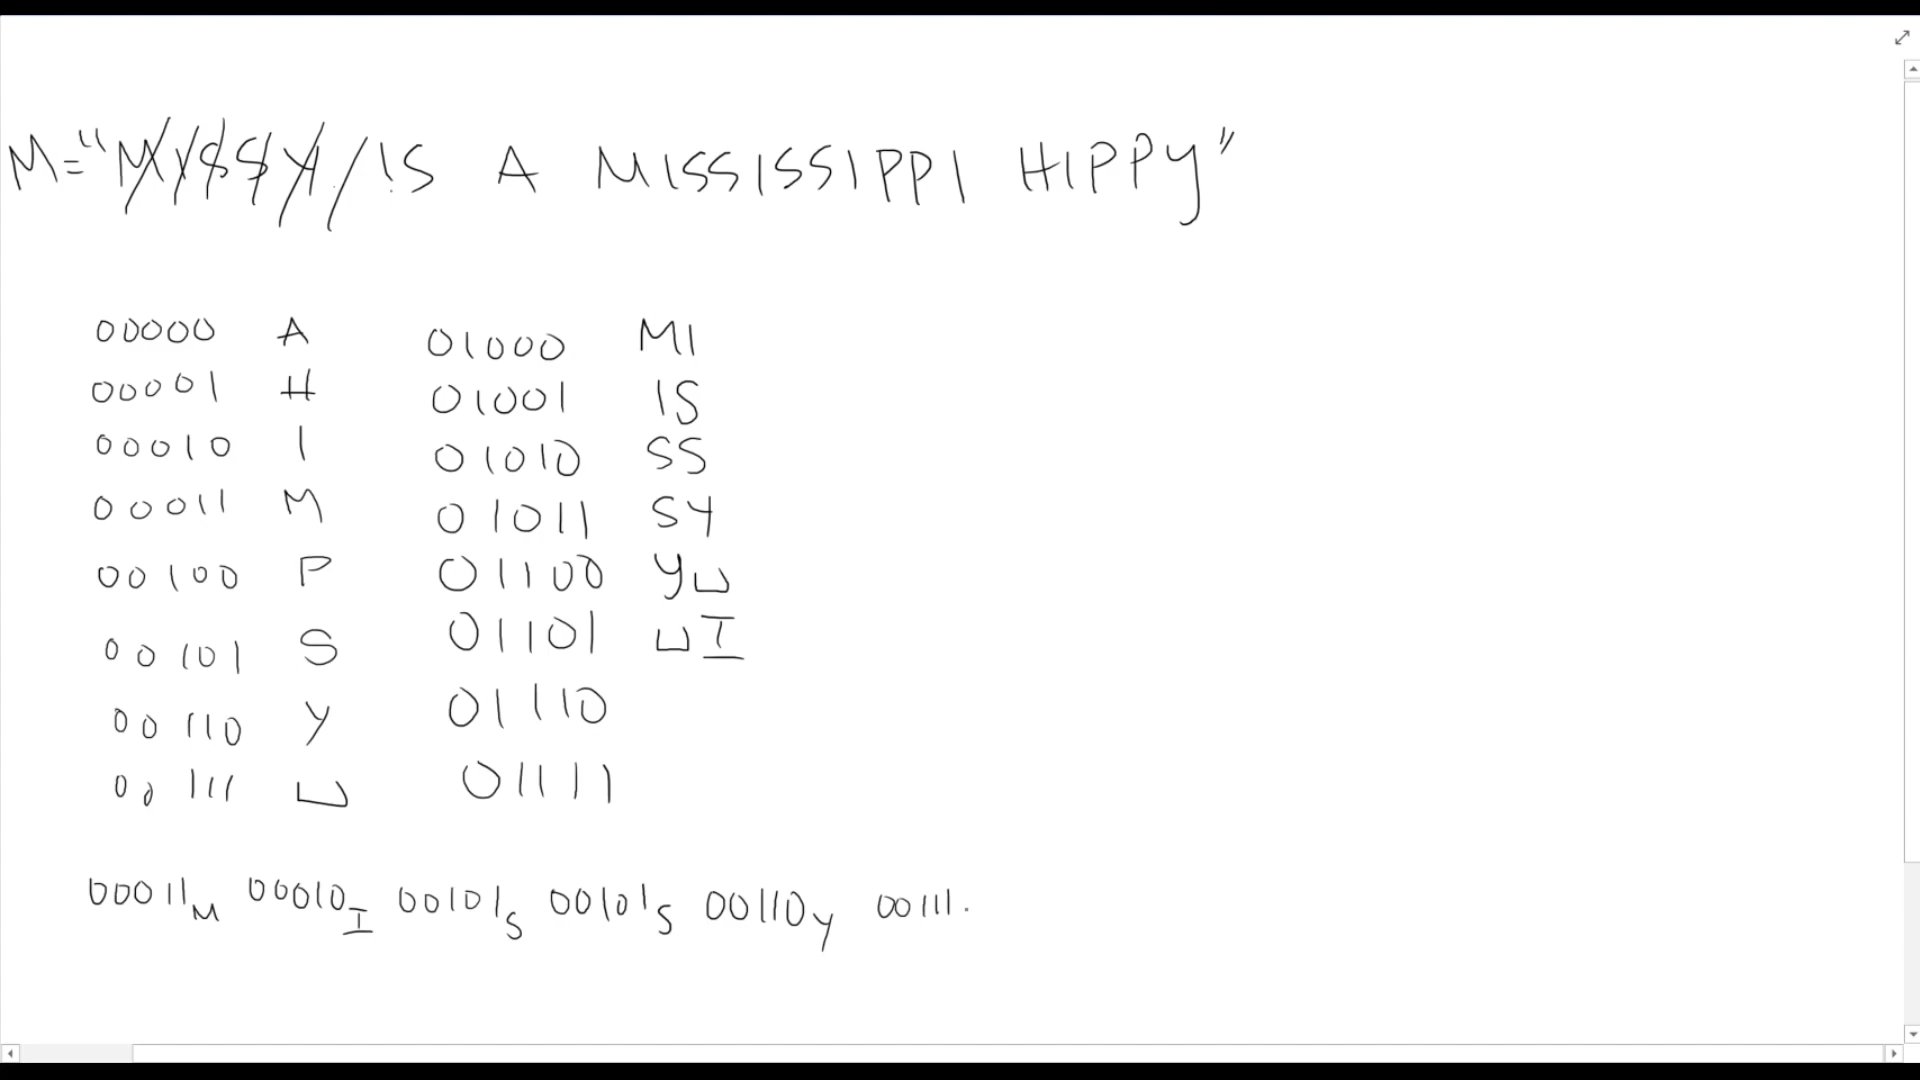 M="MISSY IS A MISSISSIPPI HIPPY"
00000 A 01000 MI
00001 H 01001 IS
00010 I 01010 SS
00011 M 01011 SY
00100 P 01100 Y␣
00101 S 01101 ␣I
00110 Y 01110
00111 ␣ 01111
00011M 00010I 00101S 00101S 00110Y 00111.